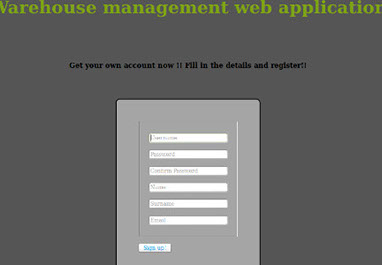 Warehouse management web application
Get your own account now !! Fill in the details and register!!
Username
Password
Confirm Password
Name
Surname
Email
Sign up!